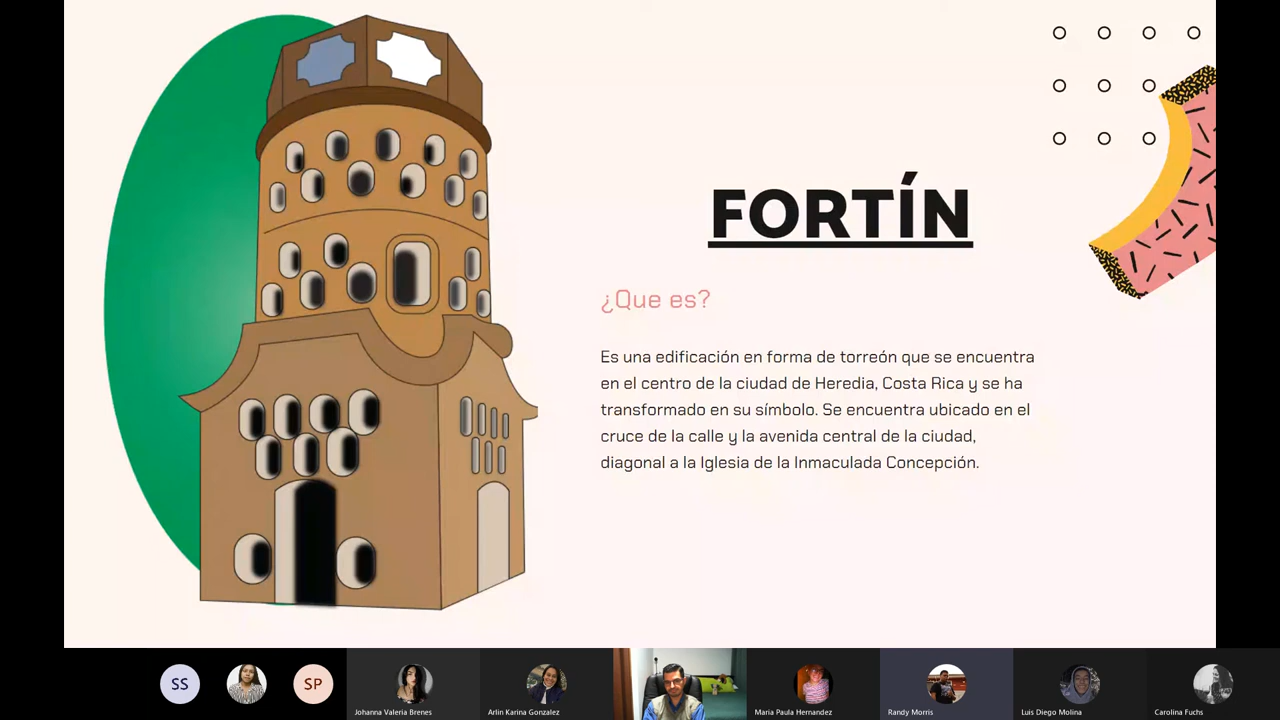 FORTÍN
¿Que es?
Es una edificación en forma de torreón que se encuentra
en el centro de la ciudad de Heredia, Costa Rica y se ha
transformado en su símbolo. Se encuentra ubicado en el
cruce de la calle y la avenida central de la ciudad,
diagonal a la Iglesia de la Inmaculada Concepción.
SS
SP
Johanna Valeria Brenes
Arlin Karina Gonzalez
Maria Paula Hernandez
Randy Morris
Luis Diego Molina
Carolina Fuchs